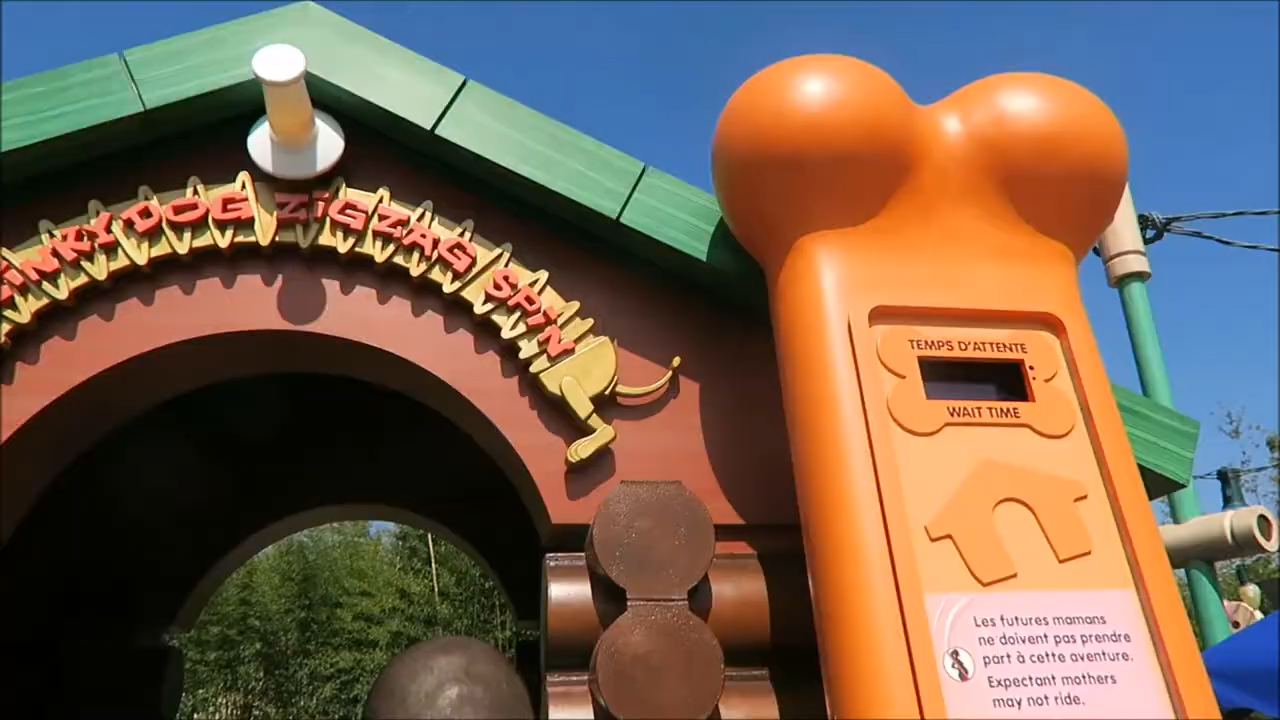 LINKY DOG ZIGZAG SPIN
TEMPS D'ATTENTE
WAIT TIME
Les futures mamans
ne doivent pas prendre
part à cette aventure.
Expectant mothers
may not ride.